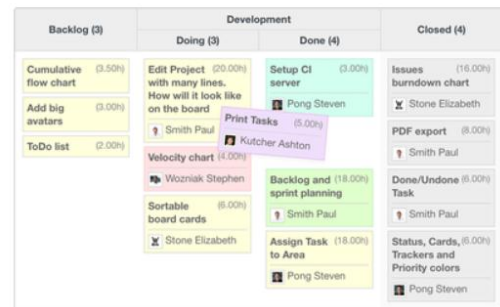 Backlog (3)
Development
Closed (4)
Doing (3)
Done (4)
Cumulative (3.50h)
flow chart
Add big (3.00h)
avatars
ToDo list (2.00h)
Edit Project (20.00h)
with many lines.
How will it look like
on the board
Smith Paul
Velocity chart (4.00h)
Wozniak Stephen
Sortable (6.00h)
board cards
Stone Elizabeth
Print Tasks (5.00h)
Kutcher Ashton
Setup CI (3.00h)
server
Pong Steven
Backlog and (18.00h)
sprint planning
Smith Paul
Assign Task (18.00h)
to Area
Pong Steven
Issues (16.00h)
burndown chart
Stone Elizabeth
PDF export (8.00h)
Smith Paul
Done/Undone (6.00h)
Task
Smith Paul
Status, Cards, (6.00h)
Trackers and
Priority colors
Pong Steven